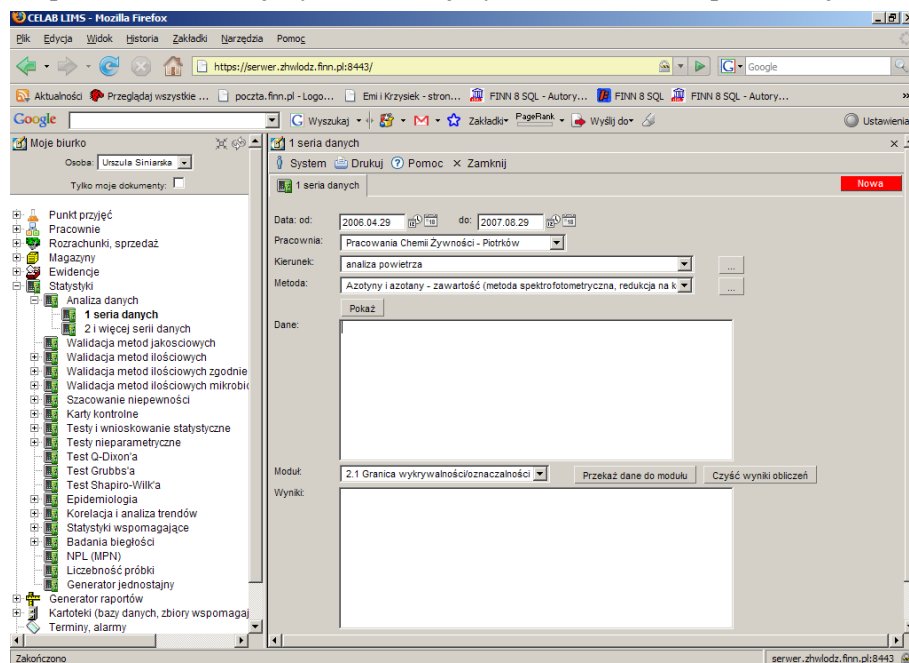 CELAB LIMS - Mozilla Firefox
Plik Edycja Widok Historia Zakładki Narzędzia Pomoc
https://serwer.zhwlodz.finn.pl:8443/
Google
Aktualności Przeglądaj wszystkie ... poczta.finn.pl - Logo... Emi i Krzysiek - stron... FINN 8 SQL - Autory... FINN 8 SQL FINN 8 SQL - Autory... »
Google Wyszukaj Zakładki PageRank Wyślij do Ustawienia
Moje biurko
Osoba: Urszula Siniarska
Tylko moje dokumenty:
Punkt przyjęć
Pracownie
Rozrachunki, sprzedaż
Magazyny
Ewidencje
Statystyki
Analiza danych
1 seria danych
2 i więcej serii danych
Walidacja metod jakosciowych
Walidacja metod ilościowych
Walidacja metod ilościowych zgodnie
Walidacja metod ilościowych mikrobio
Szacowanie niepewności
Karty kontrolne
Testy i wnioskowanie statystyczne
Testy nieparametryczne
Test Q-Dixon'a
Test Grubbs'a
Test Shapiro-Wilk'a
Epidemiologia
Korelacja i analiza trendów
Statystyki wspomagające
Badania biegłości
NPL (MPN)
Liczebność próbki
Generator jednostajny
Generator raportów
Kartoteki (bazy danych, zbiory wspomagaj
Terminy, alarmy
1 seria danych
System Drukuj Pomoc Zamknij
1 seria danych Nowa
Data: od: 2006.04.29 do: 2007.08.29
Pracownia: Pracowania Chemii Żywności - Piotrków
Kierunek: analiza powietrza ...
Metoda: Azotyny i azotany - zawartość (metoda spektrofotometryczna, redukcja na k ...
Pokaż
Dane:
Moduł: 2.1 Granica wykrywalności/oznaczalności Przekaż dane do modułu Czyść wyniki obliczeń
Wyniki:
Zakończono serwer.zhwlodz.finn.pl:8443